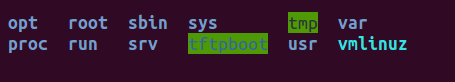 opt root sbin sys tmp var
proc run srv tftpboot usr vmlinuz